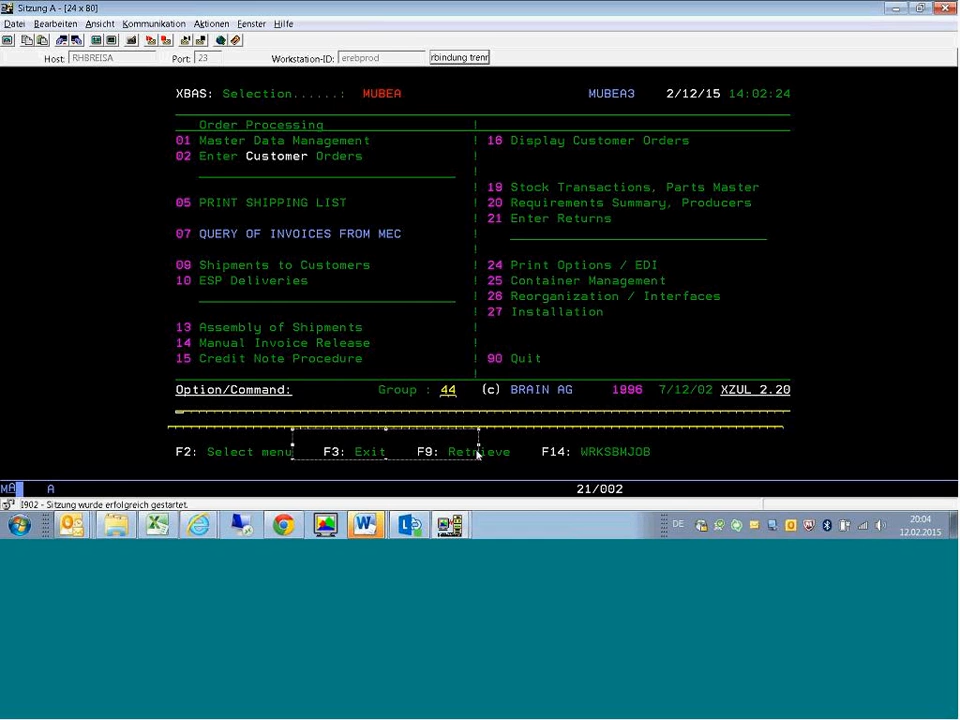 Sitzung A - [24 x 80]
Datei Bearbeiten Ansicht Kommunikation Aktionen Fenster Hilfe
Host: RHBREISA Port: 23 Workstation-ID: erebprod rbindung trenr
XBAS: Selection......: MUBEA MUBEA3 2/12/15 14:02:24
Order Processing
01 Master Data Management 16 Display Customer Orders
02 Enter Customer Orders
19 Stock Transactions, Parts Master
05 PRINT SHIPPING LIST 20 Requirements Summary, Producers
21 Enter Returns
07 QUERY OF INVOICES FROM MEC
09 Shipments to Customers 24 Print Options / EDI
10 ESP Deliveries 25 Container Management
26 Reorganization / Interfaces
27 Installation
13 Assembly of Shipments
14 Manual Invoice Release
15 Credit Note Procedure 90 Quit
Option/Command: Group : 44 (c) BRAIN AG 1996 7/12/02 XZUL 2.20
F2: Select menu F3: Exit F9: Retrieve F14: WRKSBMJOB
MA A 21/002
I902 - Sitzung wurde erfolgreich gestartet.
DE 20:04
12.02.2015